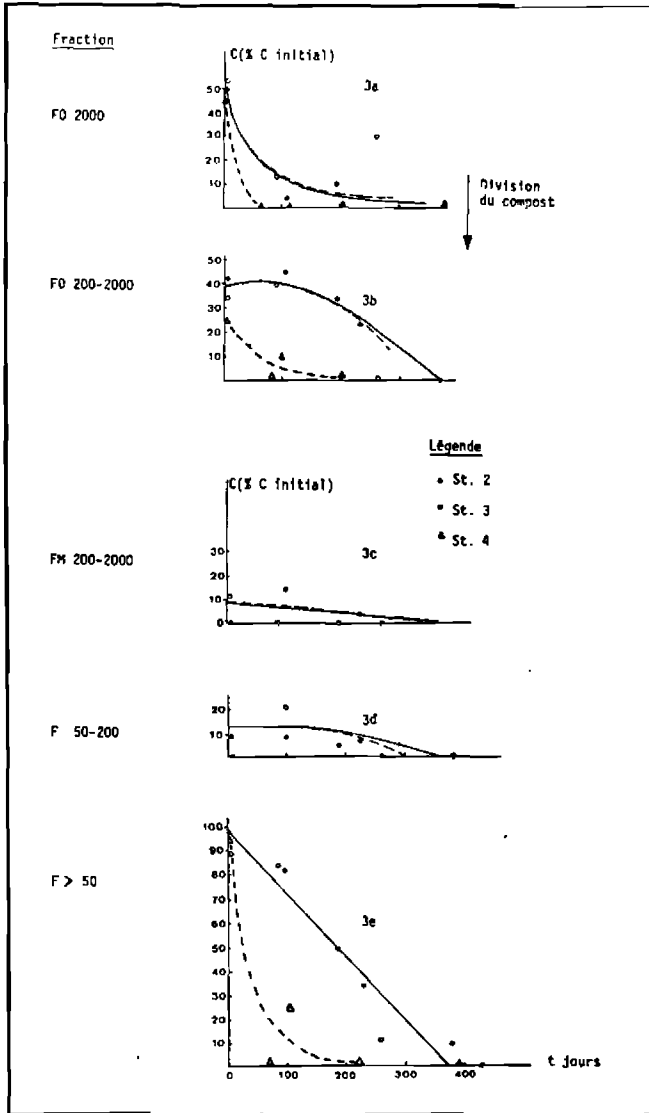 Fraction
C(% C initial)
FO 2000
3a
50
40
30
20
10
Division
du compost
FO 200-2000
3b
50
40
30
20
10
Légende
St. 2
St. 3
St. 4
C(% C initial)
FM 200-2000
3c
30
20
10
0
F 50-200
3d
20
10
F > 50
3e
100
90
80
70
60
50
40
30
20
10
0 100 200 300 400
t jours